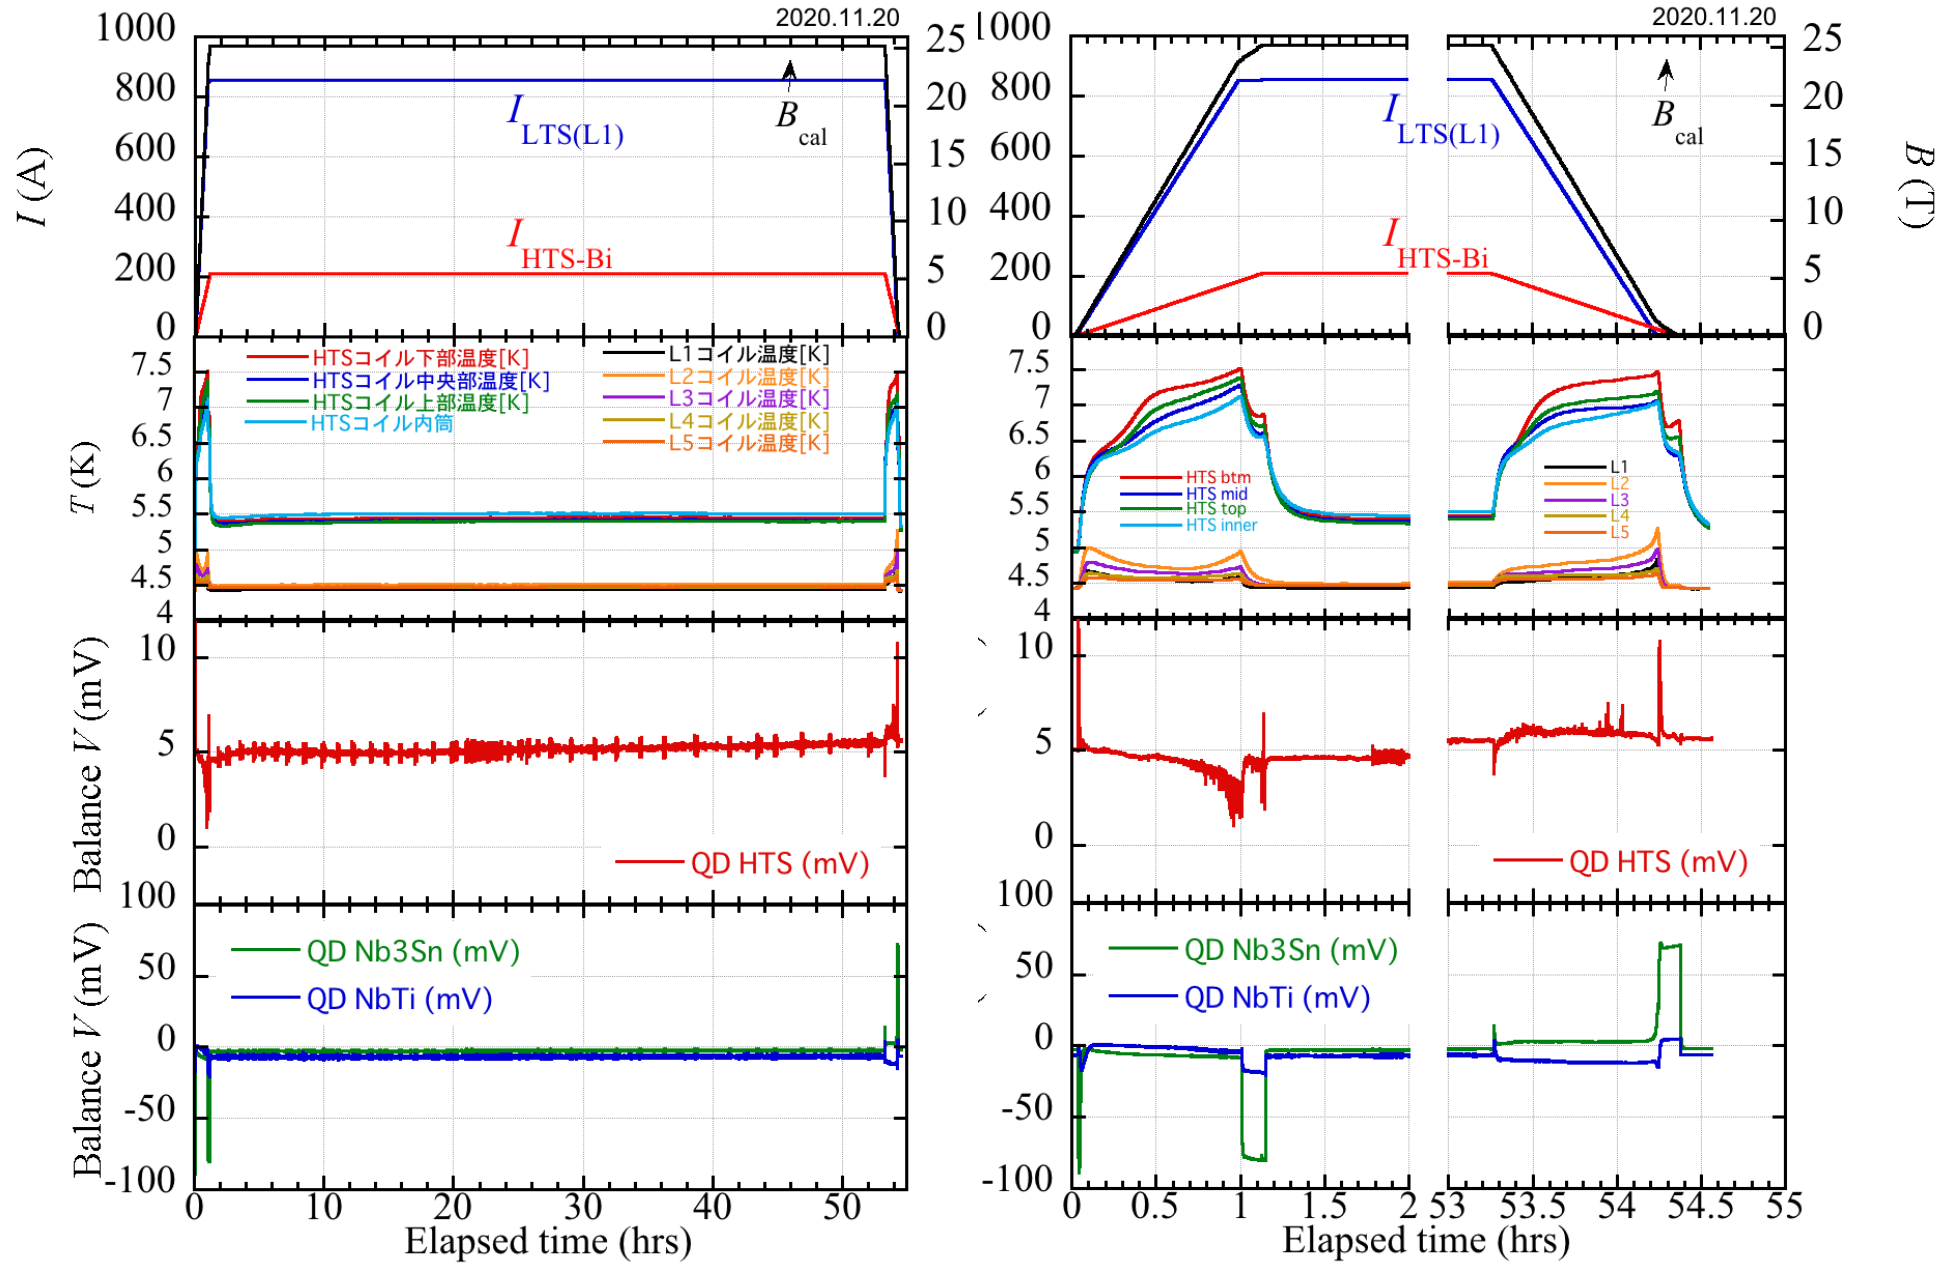 2020.11.20
1000
800
600
400
200
0
I (A)
25
20
15
10
5
0
B
cal
I
LTS(L1)
I
HTS-Bi
7.5
7
6.5
6
5.5
5
4.5
4
T (K)
HTSコイル下部温度[K]
HTSコイル中央部温度[K]
HTSコイル上部温度[K]
HTSコイル内筒
L1コイル温度[K]
L2コイル温度[K]
L3コイル温度[K]
L4コイル温度[K]
L5コイル温度[K]
10
5
0
Balance V (mV)
QD HTS (mV)
100
50
0
-50
-100
Balance V (mV)
QD Nb3Sn (mV)
QD NbTi (mV)
0 10 20 30 40 50
Elapsed time (hrs)
2020.11.20
1000
800
600
400
200
0
25
20
15
10
5
0
B (T)
B
cal
I
LTS(L1)
I
HTS-Bi
7.5
7
6.5
6
5.5
5
4.5
4
HTS btm
HTS mid
HTS top
HTS inner
L1
L2
L3
L4
L5
10
5
0
QD HTS (mV)
100
50
0
-50
-100
QD Nb3Sn (mV)
QD NbTi (mV)
0 0.5 1 1.5 2 53 53.5 54 54.5 55
Elapsed time (hrs)